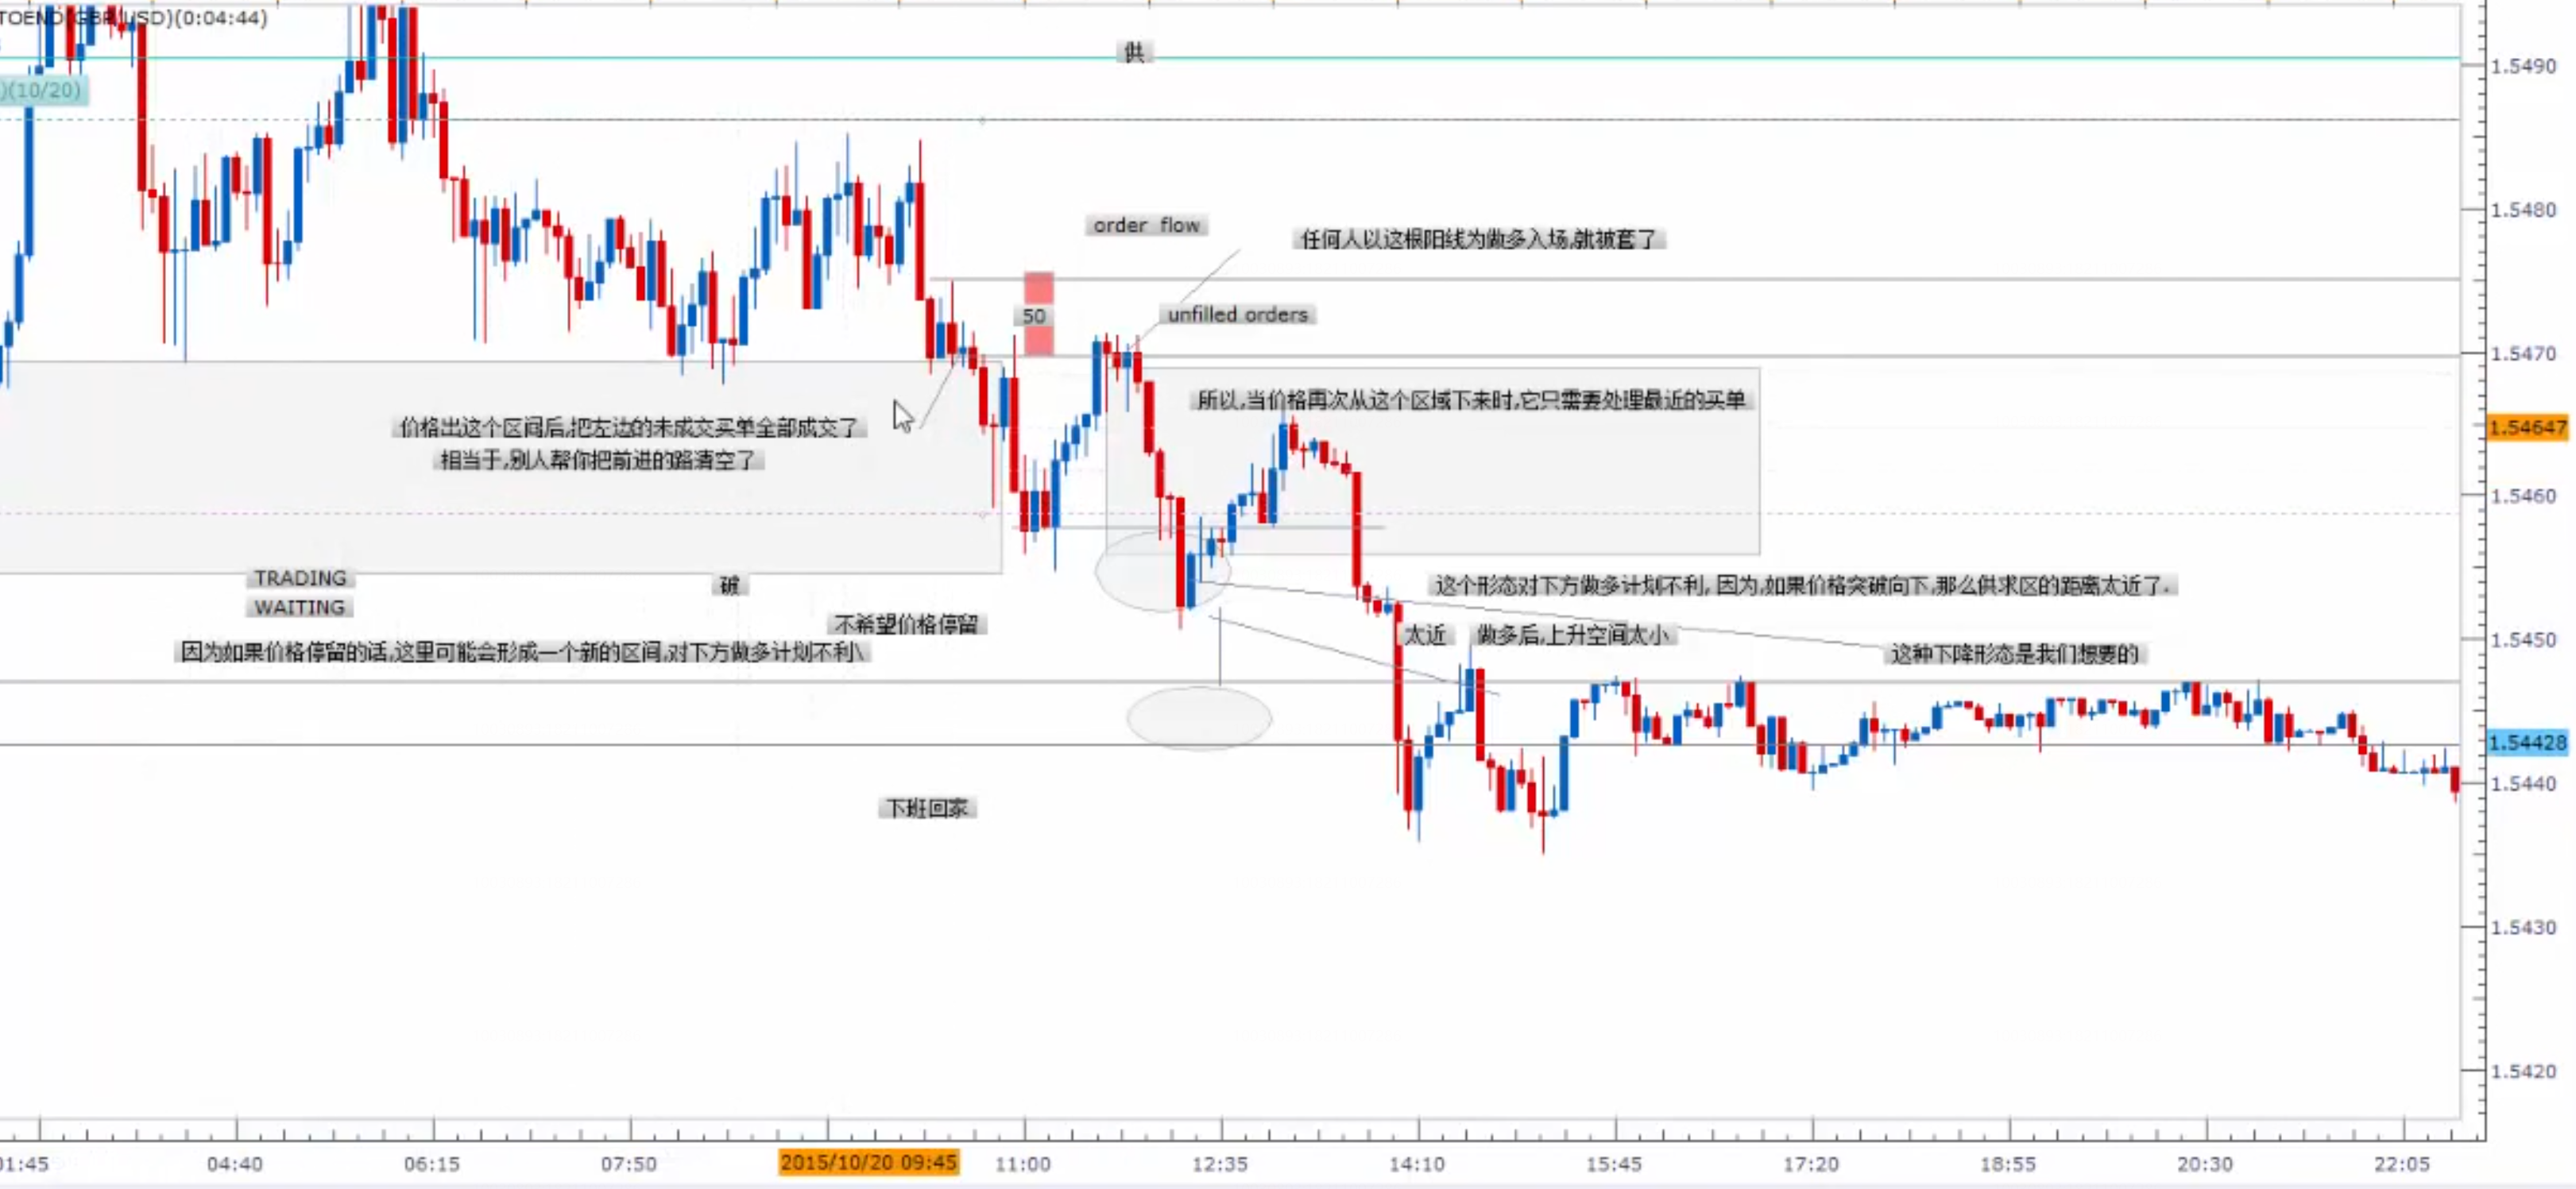 TOEND(GBR/USD)(0:04:44)
供
)(10/20)
order flow
任何人以这根阳线为做多入场,就被套了
50
unfilled orders
所以,当价格再次从这个区域下来时,它只需要处理最近的买单
价格出这个区间后,把左边的未成交买单全部成交了
相当于,别人帮你把前进的路清空了
TRADING
WAITING
破
不希望价格停留
因为如果价格停留的话,这里可能会形成一个新的区间,对下方做多计划不利\
这个形态对下方做多计划不利, 因为,如果价格突破向下,那么供求区的距离太近了.
太近
做多后,上升空间太小
这种下降形态是我们想要的
下班回家
1.5490
1.5480
1.5470
1.54647
1.5460
1.5450
1.54428
1.5440
1.5430
1.5420
01:45
04:40
06:15
07:50
2015/10/20 09:45
11:00
12:35
14:10
15:45
17:20
18:55
20:30
22:05